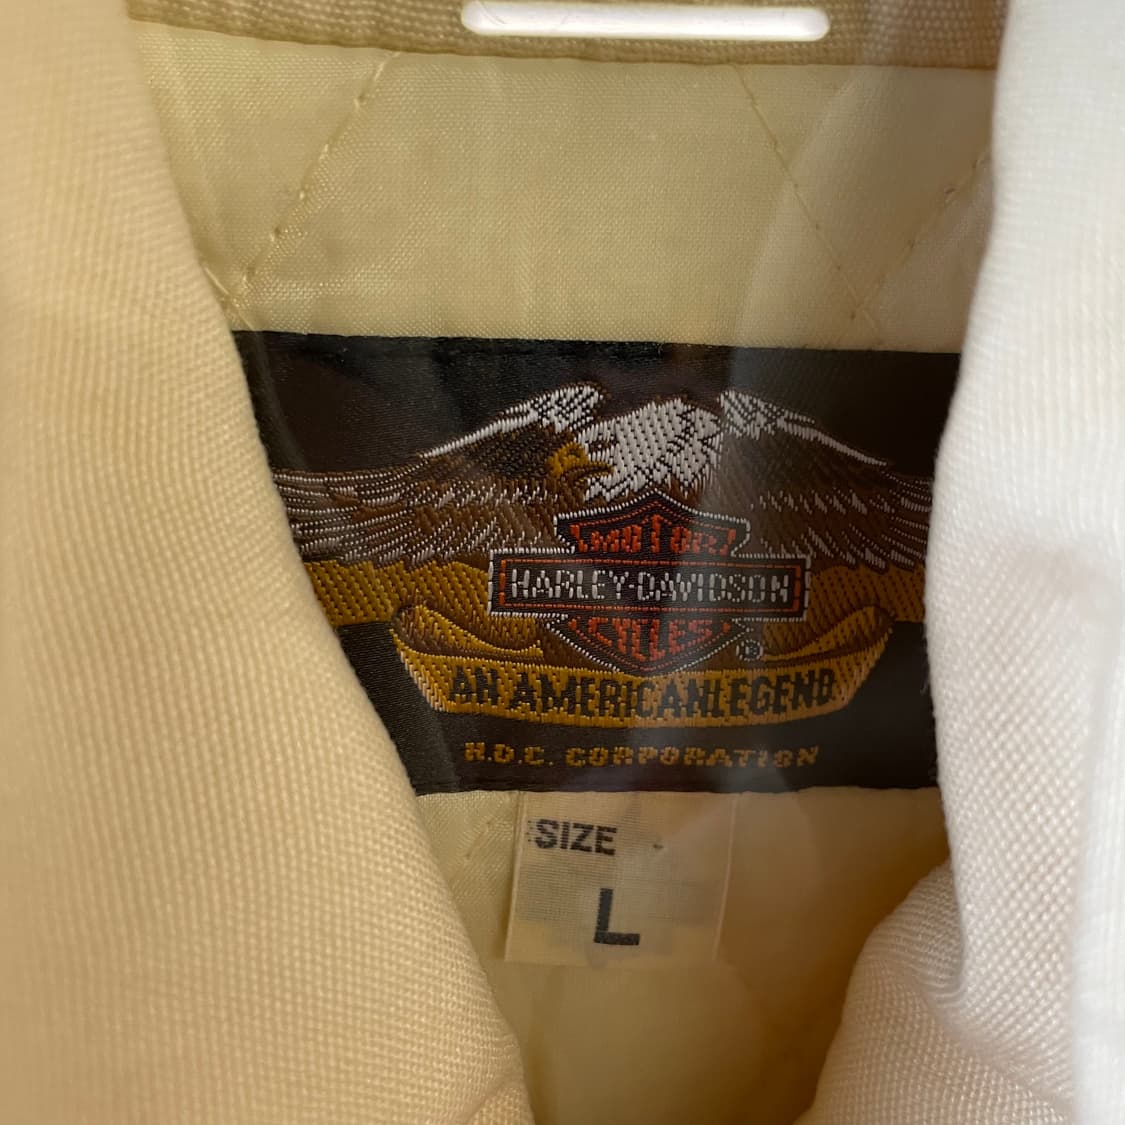 MOTOR
HARLEY-DAVIDSON
CYCLES
®
AN AMERICAN LEGEND
H.D.C. CORPORATION
SIZE
L